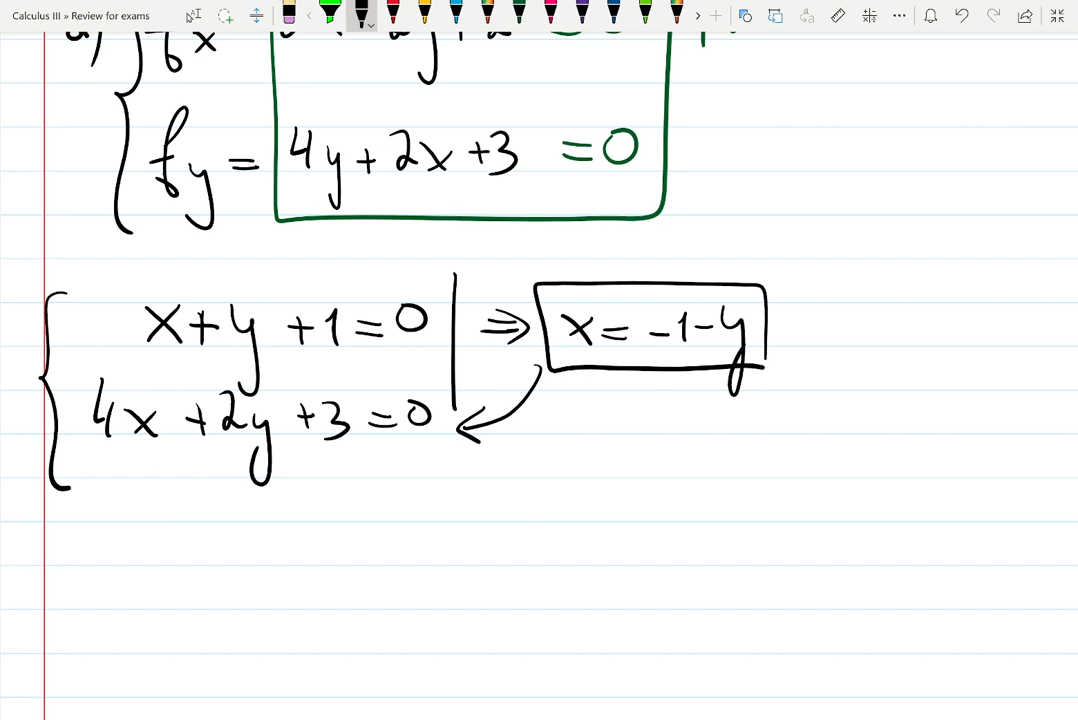 Calculus III » Review for exams
fy = 4y + 2x + 3 = 0
x + y + 1 = 0 ⇒ x = -1 - y
4x + 2y + 3 = 0